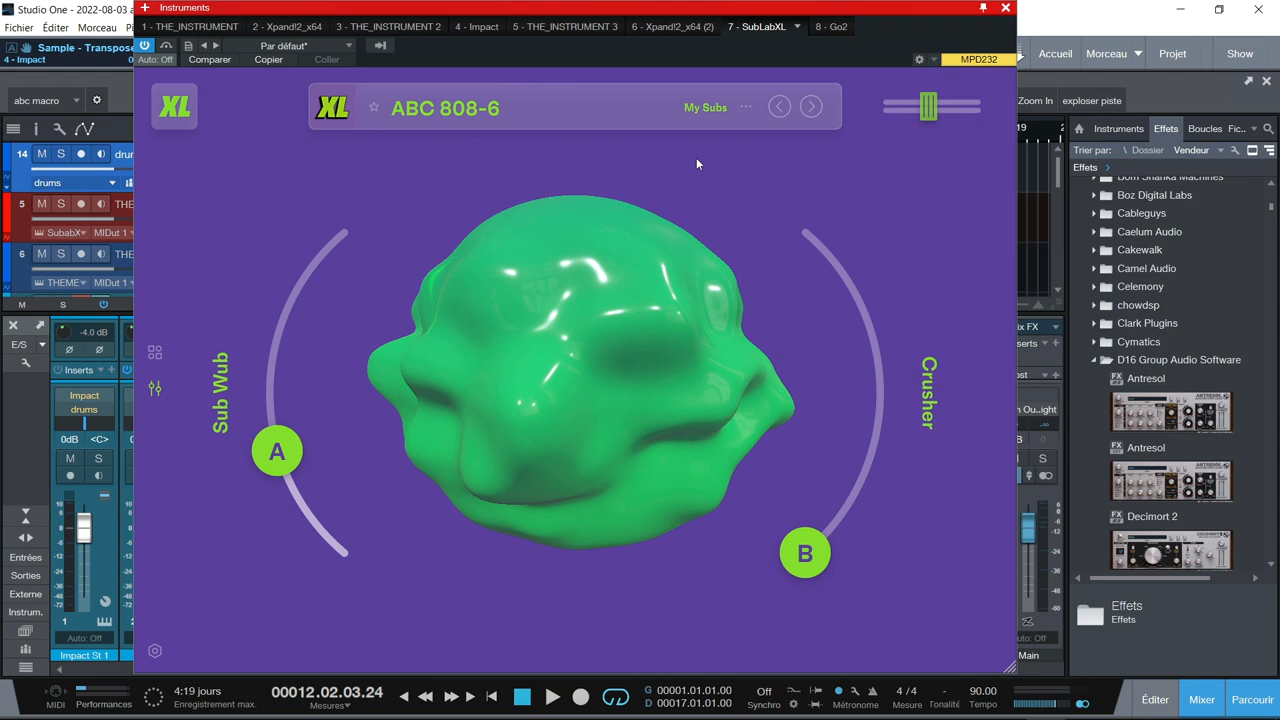 Studio One - 2022-08-03 a
Instruments
Fichier Éditer Morceau
1 - THE_INSTRUMENT 2 - Xpand!2_x64 3 - THE_INSTRUMENT 2 4 - Impact 5 - THE_INSTRUMENT 3 6 - Xpand!2_x64 (2) 7 - SubLabXL 8 - Go2
Sample - Transpose
4 - Impact
Par défaut*
Auto: Off Comparer Copier Coller MPD232
Accueil Morceau Projet Show
abc macro
XL
XL ABC 808-6 My Subs
Zoom In exploser piste
Instruments Effets Boucles Fic..
Trier par: \ Dossier Vendeur
Effets
Boz Digital Labs
Cableguys
Caelum Audio
Cakewalk
Camel Audio
Celemony
chowdsp
Clark Plugins
Cymatics
D16 Group Audio Software
FX Antresol
FX Antresol
FX Decimort 2
Effets
Effets
14 M S drum
drums
5 M S THE
SubabX MIDut 1
6 M S THE
THEME MIDut 1
M S
Sub Wub
A
Crusher
B
E/S
-4.0 dB
Inserts
Impact
drums
0dB <C>
M S
Entrées
Sorties
Externe
Instrum.
1
Auto: Off
Impact St 1
Main
MIDI Performances
4:19 jours
Enregistrement max.
00012.02.03.24
Mesures
G 00001.01.01.00
D 00017.01.01.00
Off
Synchro
Métronome
4 / 4
Mesure
-
Tonalité
90.00
Tempo
Éditer Mixer Parcourir